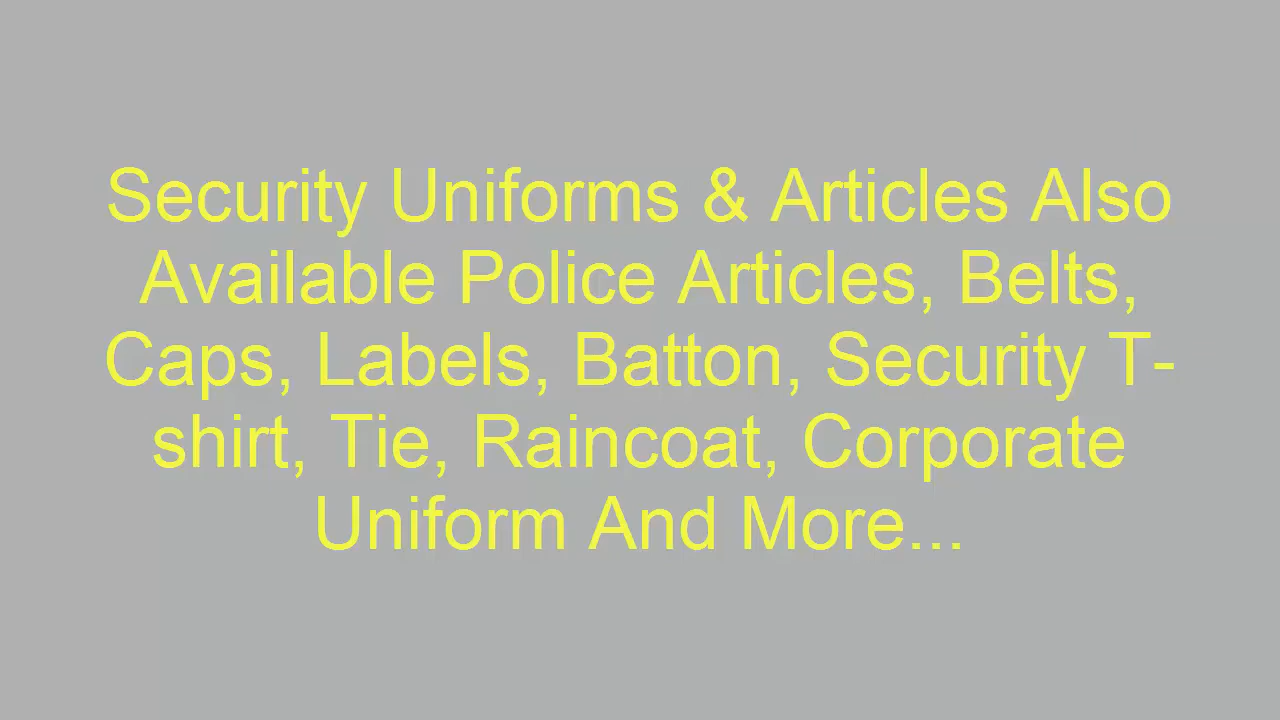 Security Uniforms & Articles Also
Available Police Articles, Belts,
Caps, Labels, Batton, Security T-
shirt, Tie, Raincoat, Corporate
Uniform And More...